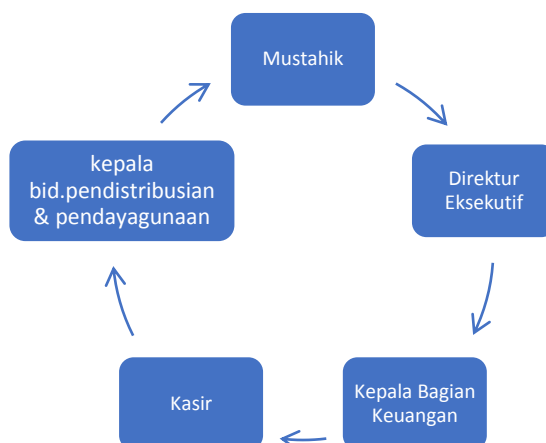 Mustahik
Direktur
Eksekutif
Kepala Bagian
Keuangan
Kasir
kepala
bid.pendistribusian
& pendayagunaan